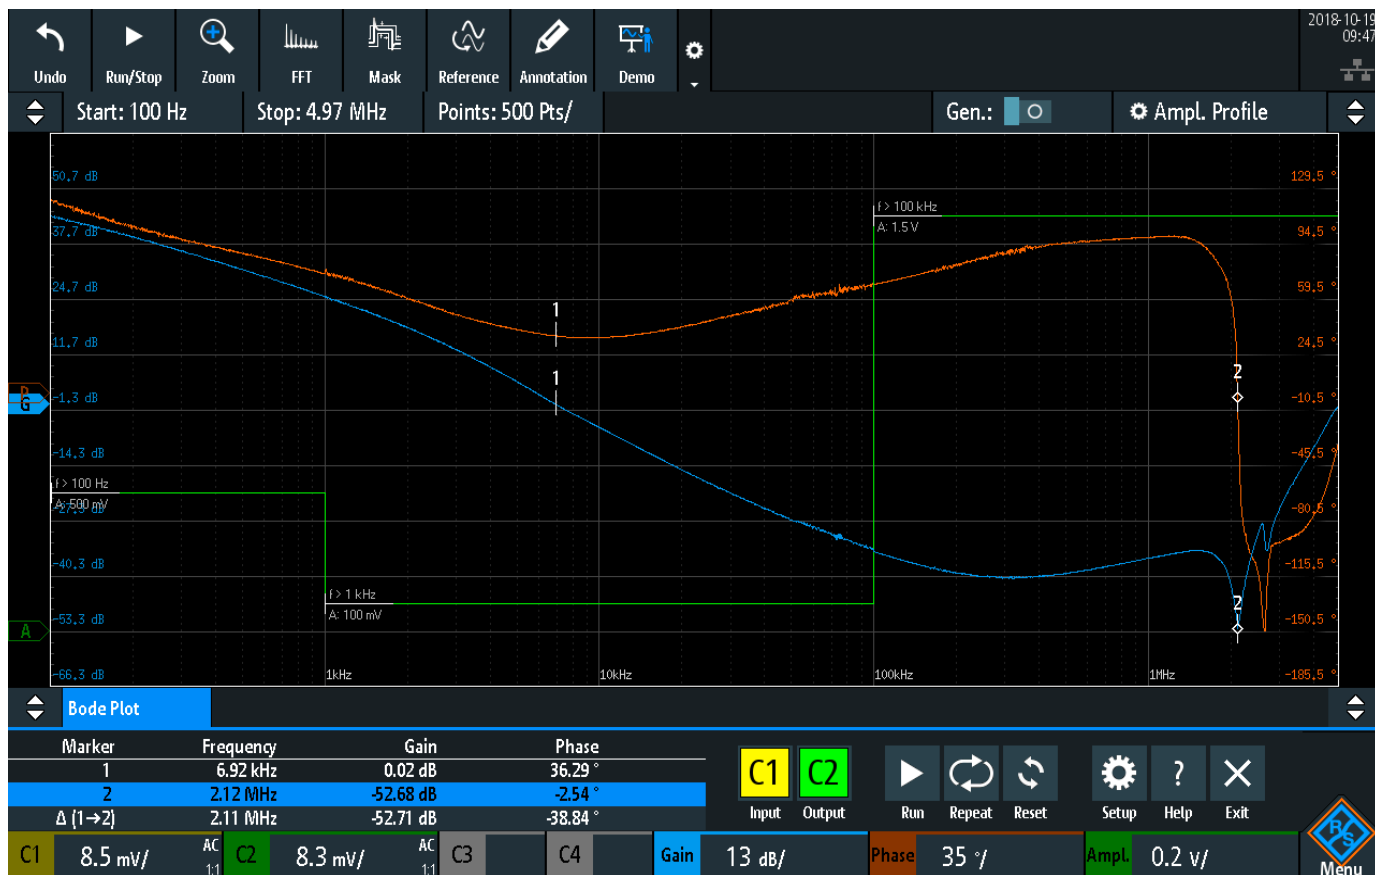 2018-10-19
09:47
Undo Run/Stop Zoom FFT Mask Reference Annotation Demo
Start: 100 Hz Stop: 4.97 MHz Points: 500 Pts/ Gen.: Ampl. Profile
50.7 dB 129.5 °
f > 100 kHz
A: 1.5 V
37.7 dB 94.5 °
24.7 dB 59.5 °
1
11.7 dB 24.5 °
1 2
G -1.3 dB -10.5 °
-14.3 dB -45.5 °
f > 100 Hz
A: 500 mV
-27.3 dB -80.5 °
-40.3 dB -115.5 °
f > 1 kHz
A: 100 mV
2
A -53.3 dB -150.5 °
-66.3 dB 1kHz 10kHz 100kHz 1MHz -185.5 °
Bode Plot
Marker Frequency Gain Phase
1 6.92 kHz 0.02 dB 36.29 °
2 2.12 MHz -52.68 dB -2.54 °
Δ (1→2) 2.11 MHz -52.71 dB -38.84 °
C1 C2 ?
Input Output Run Repeat Reset Setup Help Exit
R&S
C1 8.5 mV/ AC 1:1 C2 8.3 mV/ AC 1:1 C3 C4 Gain 13 dB/ Phase 35 °/ Ampl. 0.2 V/ Menu